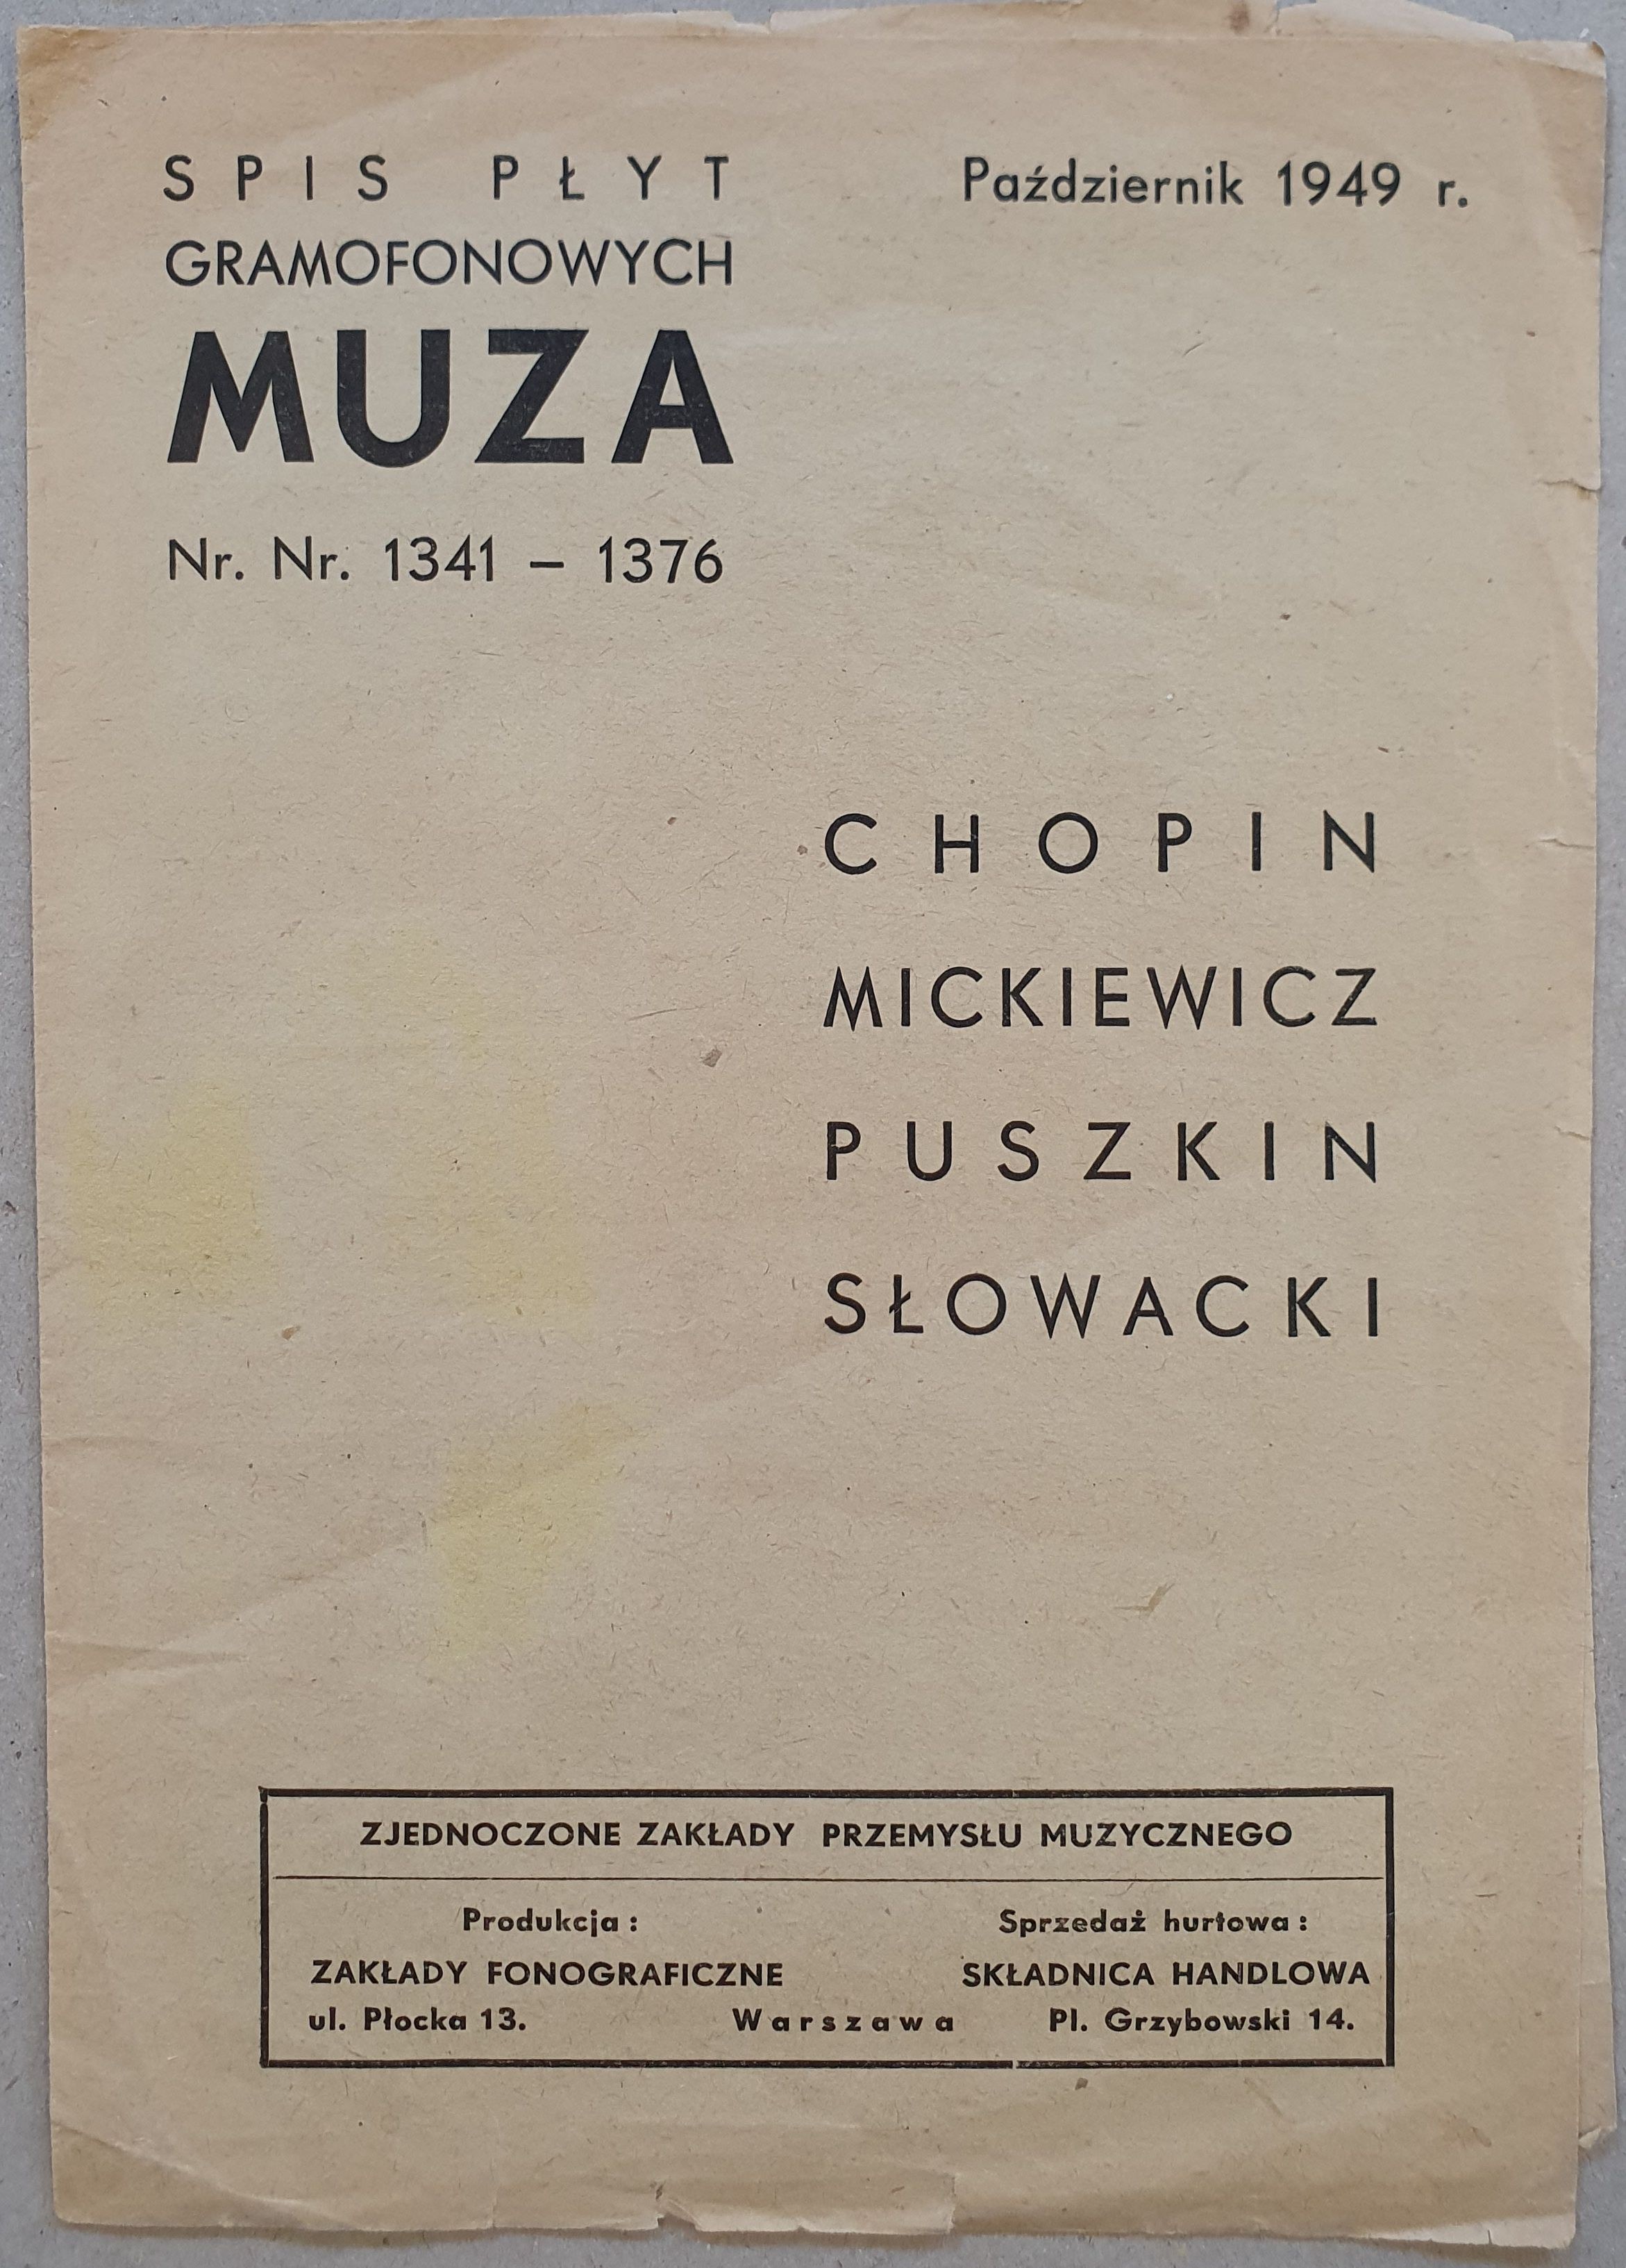 SPIS PŁYT
GRAMOFONOWYCH
MUZA
Nr. Nr. 1341 – 1376
Październik 1949 r.
CHOPIN
MICKIEWICZ
PUSZKIN
SŁOWACKI
ZJEDNOCZONE ZAKŁADY PRZEMYSŁU MUZYCZNEGO
Produkcja: Sprzedaż hurtowa:
ZAKŁADY FONOGRAFICZNE SKŁADNICA HANDLOWA
ul. Płocka 13. Warszawa Pl. Grzybowski 14.